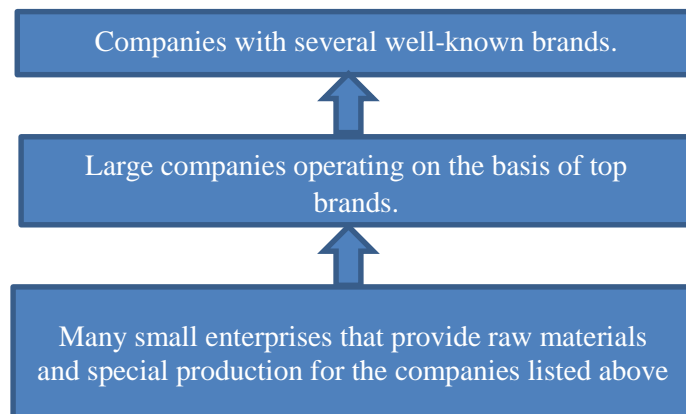 Companies with several well-known brands.
Large companies operating on the basis of top
brands.
Many small enterprises that provide raw materials
and special production for the companies listed above